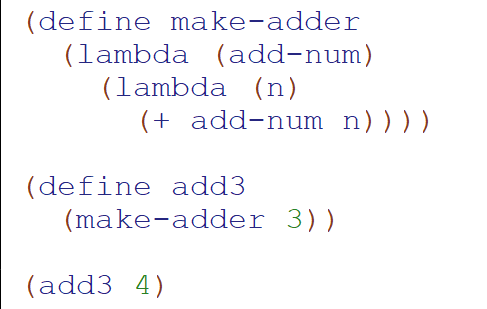 (define make-adder
(lambda (add-num)
(lambda (n)
(+ add-num n))))
(define add3
(make-adder 3))
(add3 4)